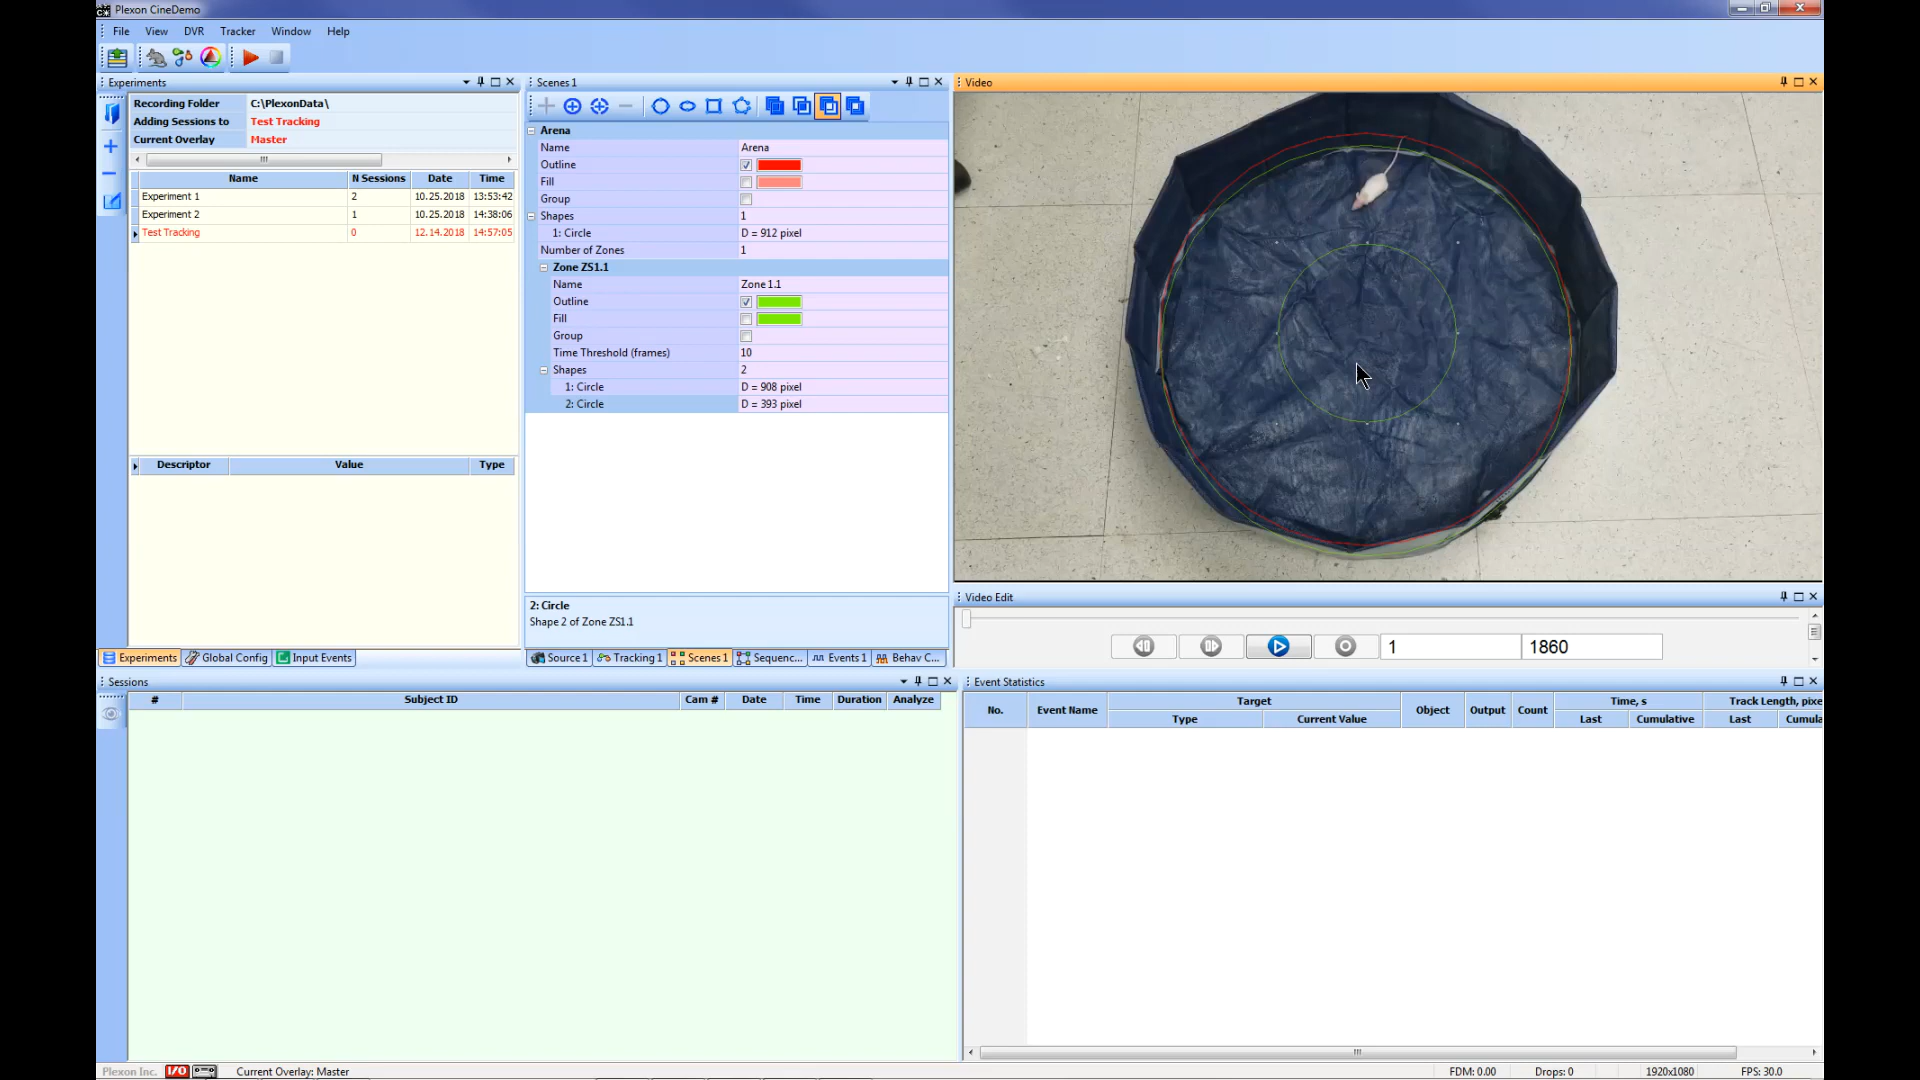 Plexon CineDemo
File View DVR Tracker Window Help
Experiments
Recording Folder C:\PlexonData\
Adding Sessions to Test Tracking
Current Overlay Master
Name N Sessions Date Time
Experiment 1 2 10.25.2018 13:53:42
Experiment 2 1 10.25.2018 14:38:06
Test Tracking 0 12.14.2018 14:57:05
Descriptor Value Type
Experiments Global Config Input Events
Scenes 1
Arena
Name Arena
Outline
Fill
Group
Shapes 1
1: Circle D = 912 pixel
Number of Zones 1
Zone ZS1.1
Name Zone 1.1
Outline
Fill
Group
Time Threshold (frames) 10
Shapes 2
1: Circle D = 908 pixel
2: Circle D = 393 pixel
2: Circle
Shape 2 of Zone ZS1.1
Source 1 Tracking 1 Scenes 1 Sequenc... Events 1 Behav C...
Video
Video Edit
1 1860
Sessions
# Subject ID Cam # Date Time Duration Analyze
Event Statistics
No. Event Name Target Object Output Count Time, s Track Length, pixe
Type Current Value Last Cumulative Last Cumula
Plexon Inc. I/O Current Overlay: Master FDM: 0.00 Drops: 0 1920x1080 FPS: 30.0